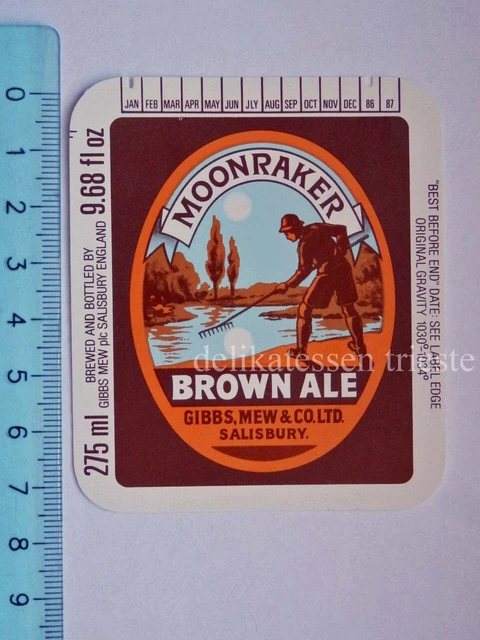 JAN FEB MAR APR MAY JUN JLY AUG SEP OCT NOV DEC 86 87
MOONRAKER
BROWN ALE
GIBBS, MEW & CO. LTD.
SALISBURY.
275 ml
BREWED AND BOTTLED BY
GIBBS MEW plc SALISBURY ENGLAND
9.68 fl oz
"BEST BEFORE END" DATE: SEE LABEL EDGE
ORIGINAL GRAVITY 1030°-1034°
delikatessen trieste
0
1
2
3
4
5
6
7
8
9